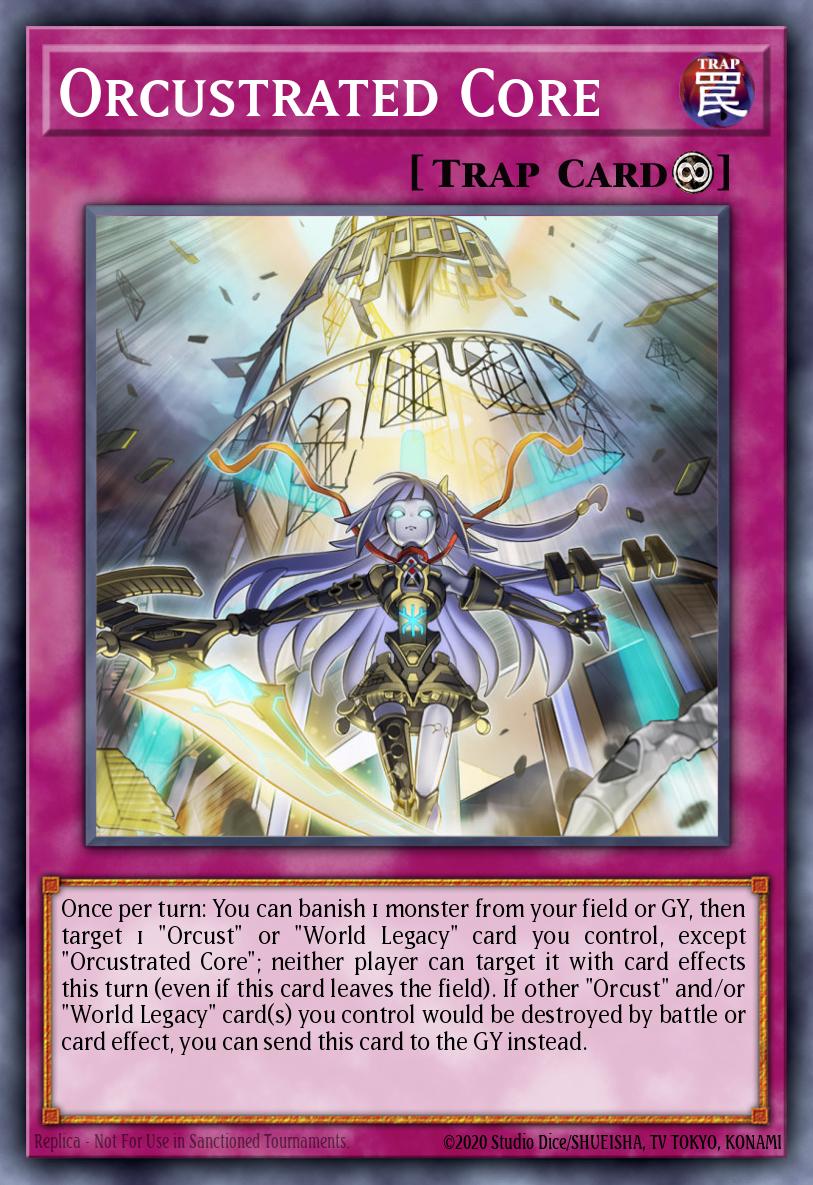 Orcustrated Core
TRAP
罠
[Trap Card]
Once per turn: You can banish 1 monster from your field or GY, then
target 1 "Orcust" or "World Legacy" card you control, except
"Orcustrated Core"; neither player can target it with card effects
this turn (even if this card leaves the field). If other "Orcust" and/or
"World Legacy" card(s) you control would be destroyed by battle or
card effect, you can send this card to the GY instead.
Replica - Not For Use in Sanctioned Tournaments.
©2020 Studio Dice/SHUEISHA, TV TOKYO, KONAMI